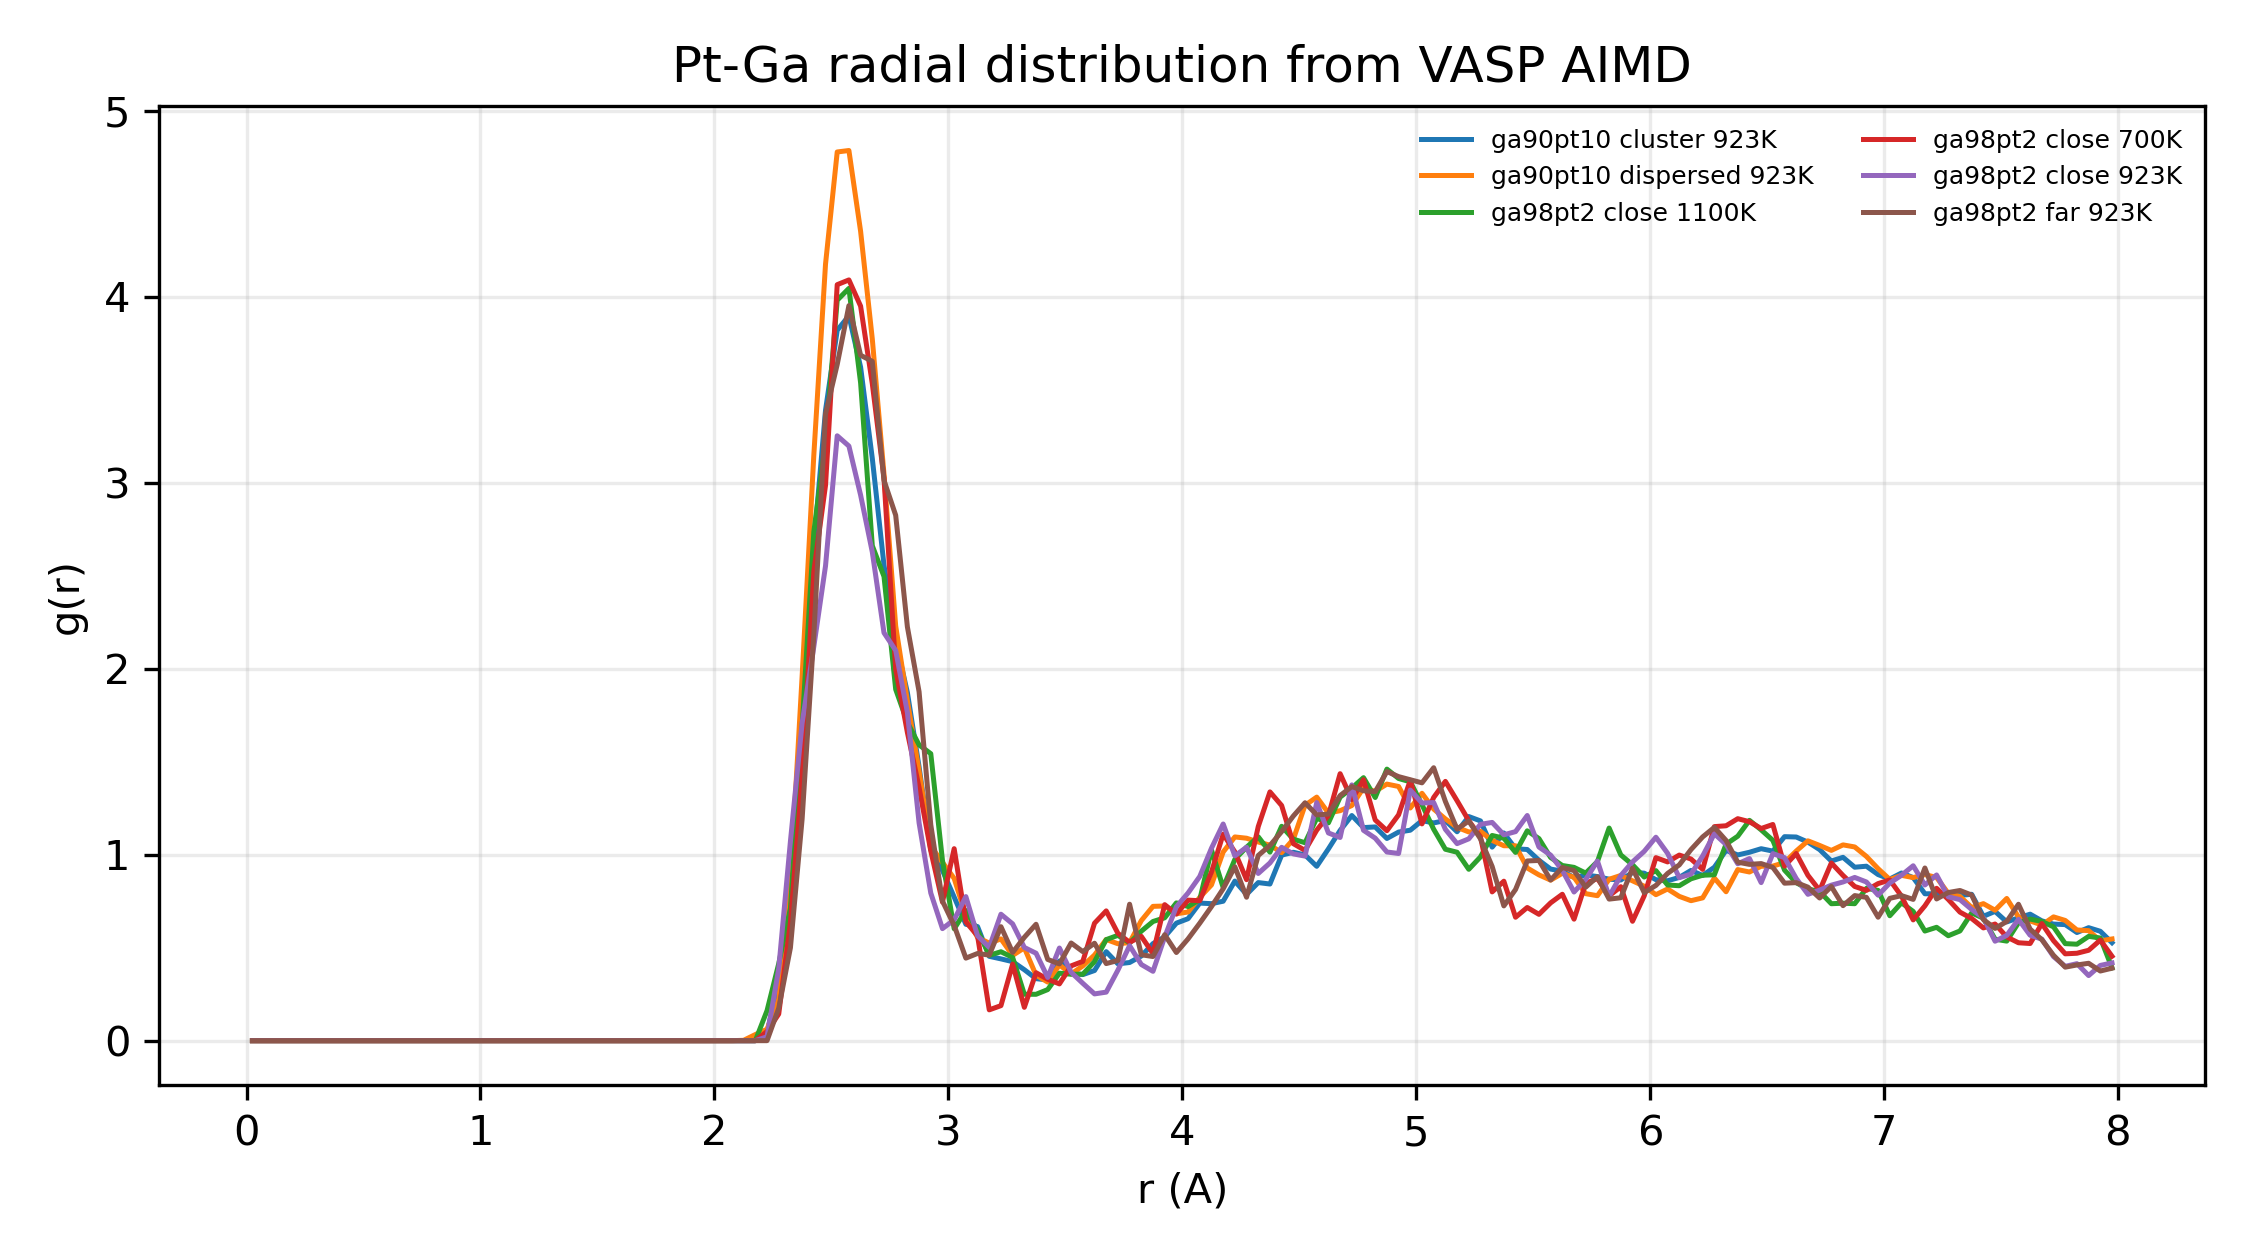 Pt-Ga radial distribution from VASP AIMD
5
4
3
2
1
0
g(r)
ga90pt10 cluster 923K
ga90pt10 dispersed 923K
ga98pt2 close 1100K
ga98pt2 close 700K
ga98pt2 close 923K
ga98pt2 far 923K
0 1 2 3 4 5 6 7 8
r (A)